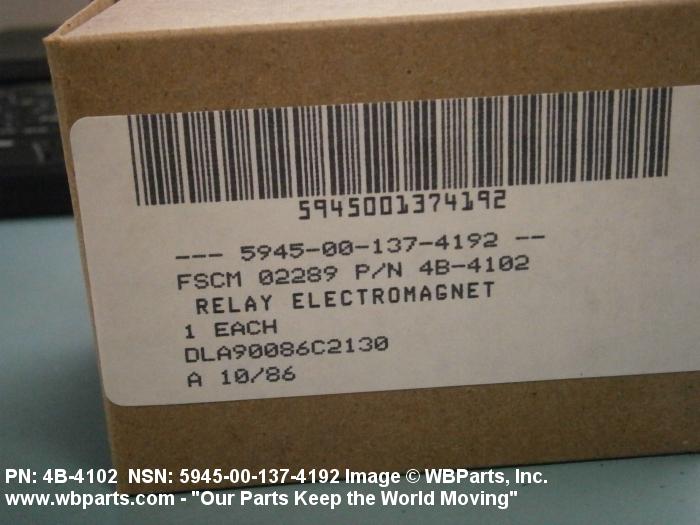 5945001374192
--- 5945-00-137-4192 --
FSCM 02289 P/N 4B-4102
RELAY ELECTROMAGNET
1 EACH
DLA90086C2130
A 10/86
PN: 4B-4102 NSN: 5945-00-137-4192 Image © WBParts, Inc.
www.wbparts.com - "Our Parts Keep the World Moving"